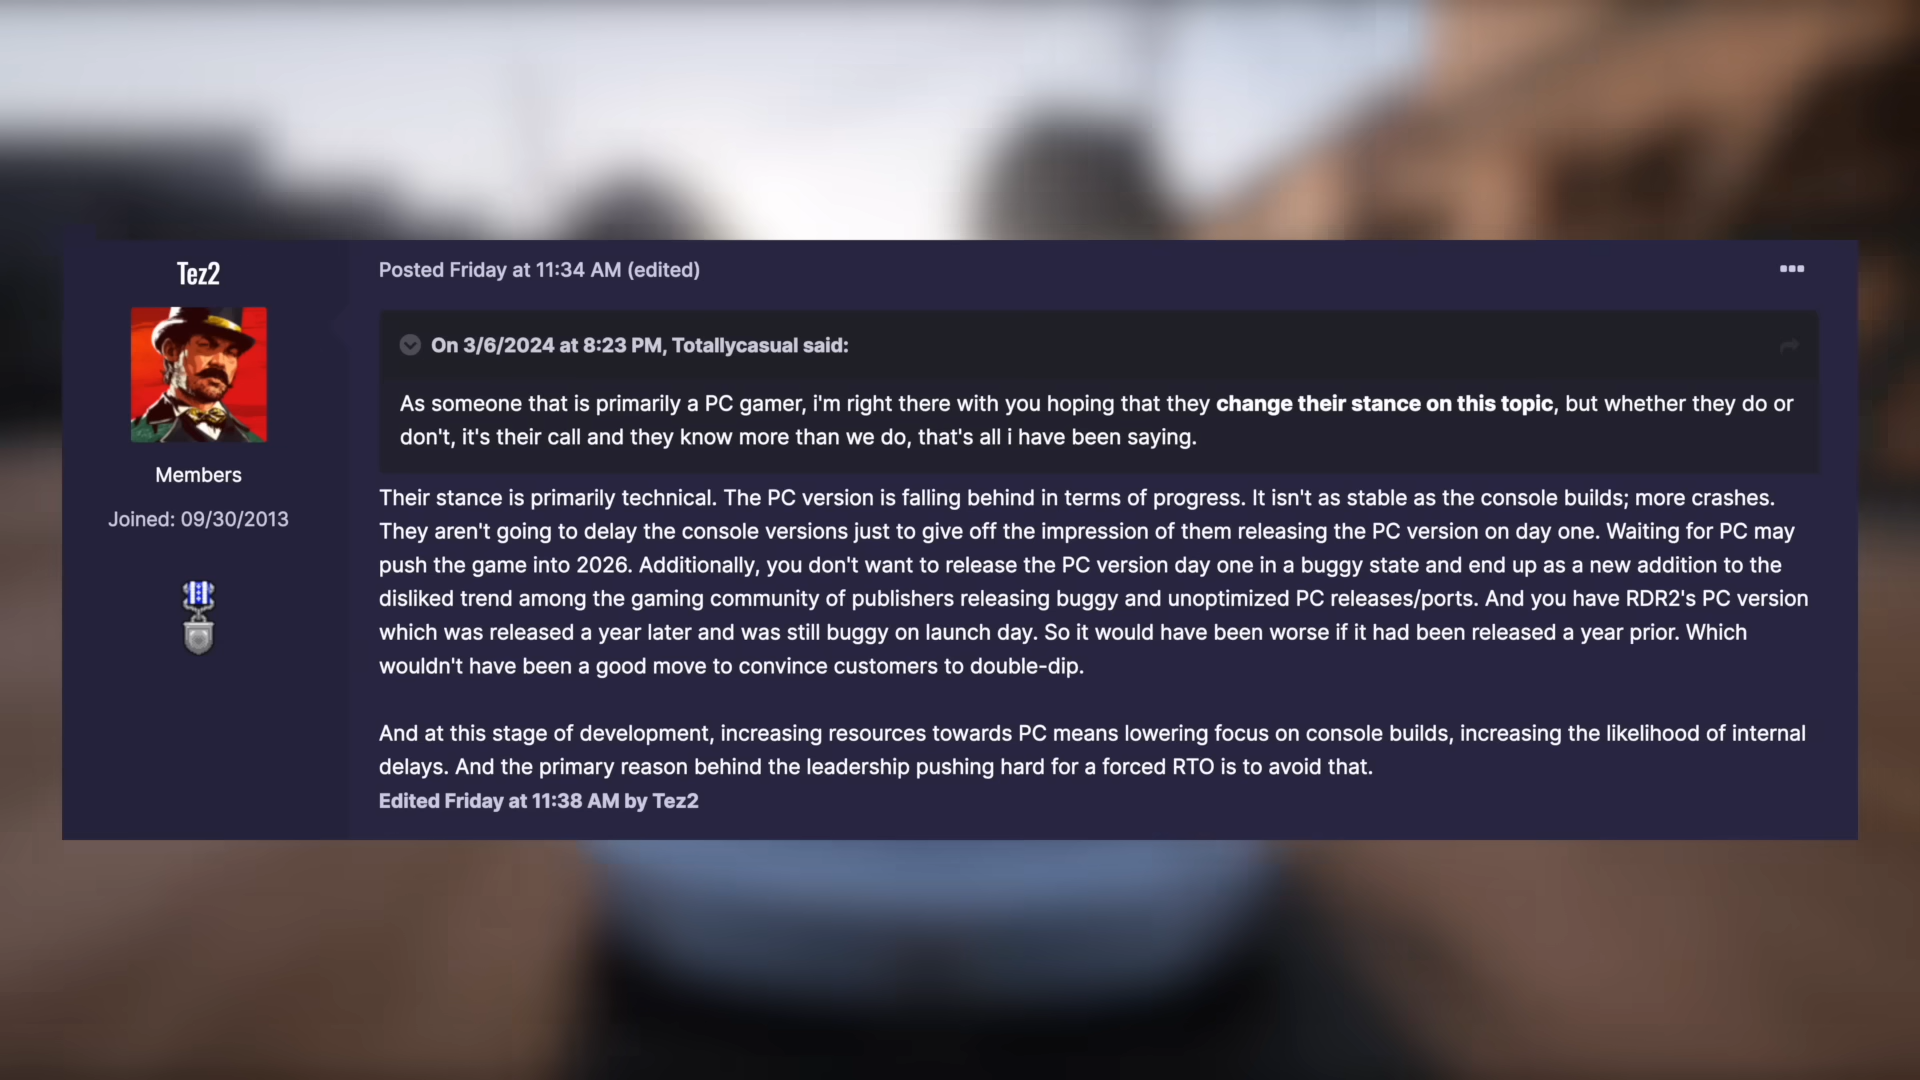 Tez2
Members
Joined: 09/30/2013
Posted Friday at 11:34 AM (edited)
On 3/6/2024 at 8:23 PM, Totallycasual said:
As someone that is primarily a PC gamer, i'm right there with you hoping that they change their stance on this topic, but whether they do or
don't, it's their call and they know more than we do, that's all i have been saying.
Their stance is primarily technical. The PC version is falling behind in terms of progress. It isn't as stable as the console builds; more crashes.
They aren't going to delay the console versions just to give off the impression of them releasing the PC version on day one. Waiting for PC may
push the game into 2026. Additionally, you don't want to release the PC version day one in a buggy state and end up as a new addition to the
disliked trend among the gaming community of publishers releasing buggy and unoptimized PC releases/ports. And you have RDR2's PC version
which was released a year later and was still buggy on launch day. So it would have been worse if it had been released a year prior. Which
wouldn't have been a good move to convince customers to double-dip.
And at this stage of development, increasing resources towards PC means lowering focus on console builds, increasing the likelihood of internal
delays. And the primary reason behind the leadership pushing hard for a forced RTO is to avoid that.
Edited Friday at 11:38 AM by Tez2